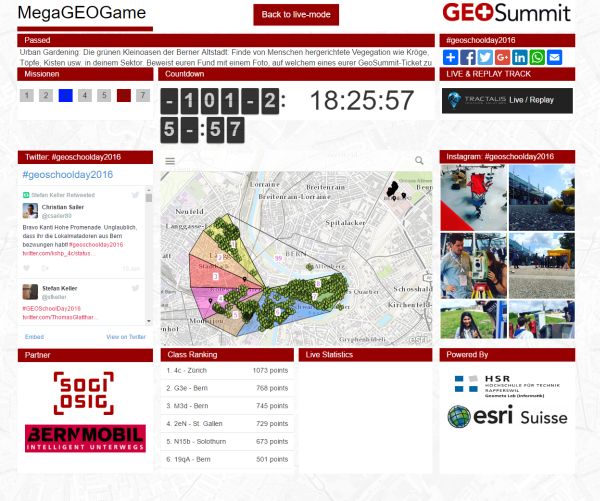 MegaGEOGame
Back to live-mode
GEOSummit
Passed
Urban Gardening: Die grünen Kleinoasen der Berner Altstadt. Finde von Menschen hergerichtete Vegegation wie Kröge,
Töpfe, Kisten usw. in deinem Sektor. Beweist euren Fund mit einem Foto, auf welchem eines eurer GeoSummit-Ticket zu
#geoschoolday2016
Missionen
1 2 4 5 7
Countdown
-101-2:
5-:57
18:25:57
LIVE & REPLAY TRACK
TRACTALIS
Live / Replay
Twitter: #geoschoolday2016
#geoschoolday2016
Stefan Keller Retweeted
Christian Sailer
@csailer80
Bravo Kanti Hohe Promenade. Unglaublich,
dass ihr die Lokalmatadoren aus Bern
bezwungen habt! #geoschoolday2016
twitter.com/kshp_4c/status…
Stefan Keller
@sfkeller
#GEOSchoolDay2016
twitter.com/ThomasGlatthar…
Embed
View on Twitter
Lorraine
Breitenrain
Breitenrain-
Lorraine
Neufeld
Länggasse-
Spitalacker
BERN
Altenberg
Schosshalde
Kirchenfeld-
Gryphenhübeli
esri
Instagram: #geoschoolday2016
Partner
SOGI
OSIG
BERNMOBIL
INTELLIGENT UNTERWEGS
Class Ranking
1. 4c - Zürich 1073 points
2. G3e - Bern 768 points
3. M3d - Bern 745 points
4. 2eN - St. Gallen 729 points
5. N15b - Solothurn 673 points
6. 19qA - Bern 501 points
Live Statistics
Powered By
HSR
HOCHSCHULE FÜR TECHNIK
RAPPERSWIL
Geometa Lab (Informatik)
esri Suisse